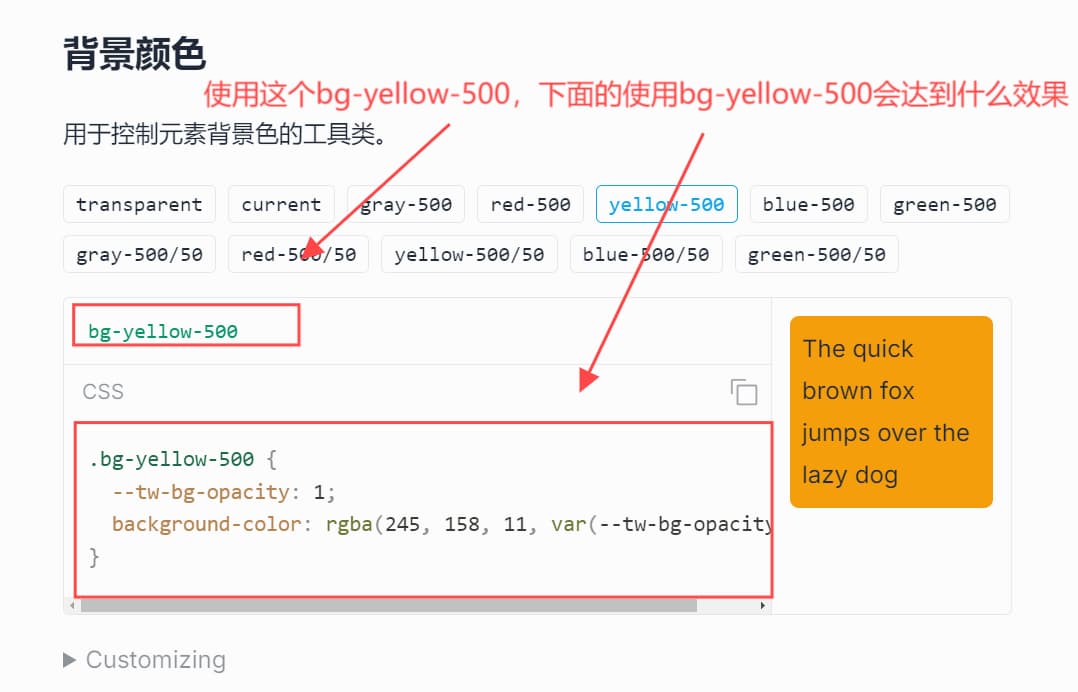 背景颜色
使用这个bg-yellow-500，下面的使用bg-yellow-500会达到什么效果
用于控制元素背景色的工具类。
transparent current gray-500 red-500 yellow-500 blue-500 green-500
gray-500/50 red-500/50 yellow-500/50 blue-500/50 green-500/50
bg-yellow-500
CSS
.bg-yellow-500 {
--tw-bg-opacity: 1;
background-color: rgba(245, 158, 11, var(--tw-bg-opacity
}
The quick
brown fox
jumps over the
lazy dog
Customizing